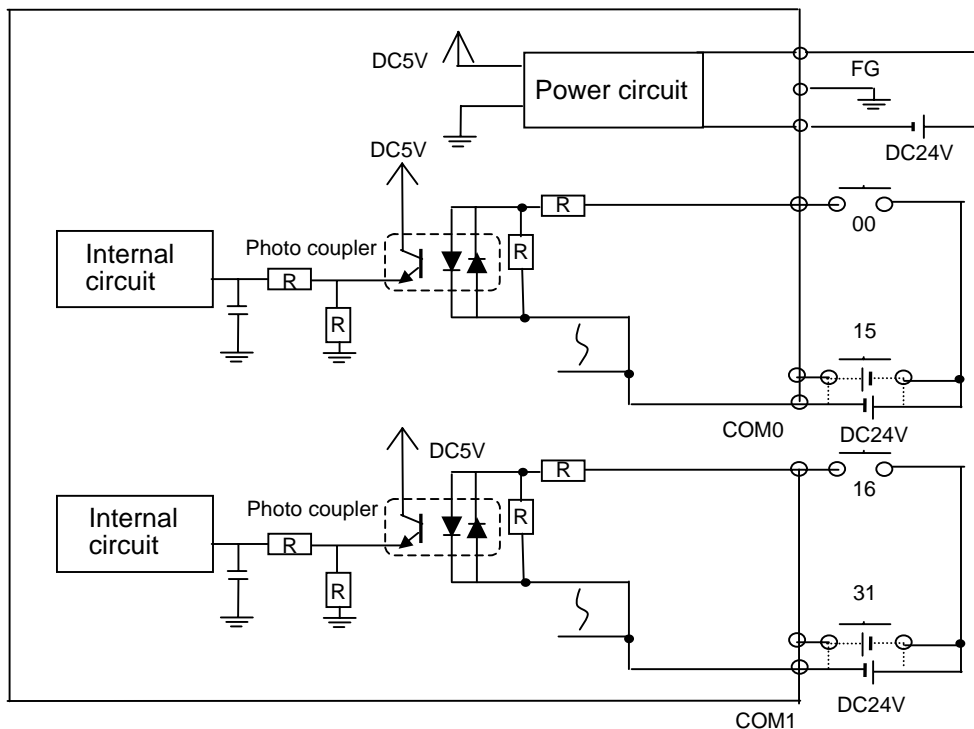 DC5V
Power circuit
FG
DC24V
DC5V
R
00
Internal
circuit
Photo coupler
R
R
R
15
COM0
DC24V
DC5V
R
16
Internal
circuit
Photo coupler
R
R
R
31
DC24V
COM1